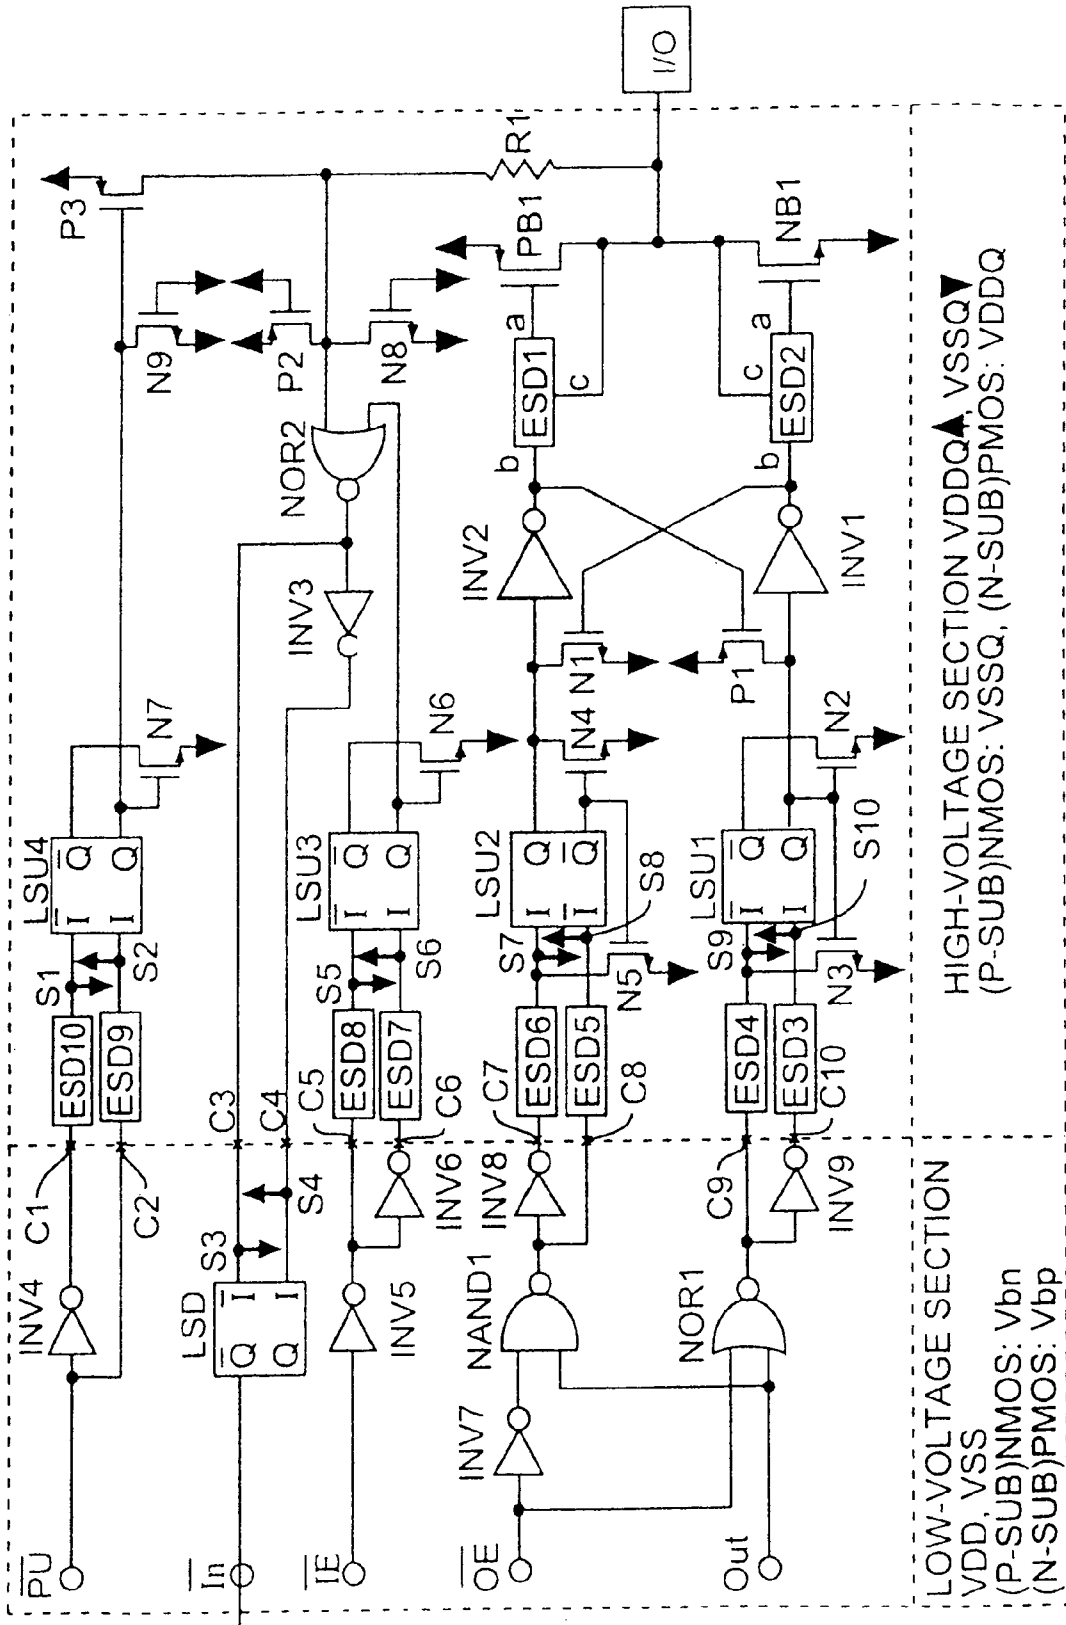 I/O
P3
R1
N9
P2
N8
PB1
NB1
a
a
c
c
ESD1
ESD2
b
b
NOR2
INV3
INV2
INV1
N7
N6
N1
N4
P1
N2
LSU4
Q
Q
I
I
LSU3
Q
Q
I
I
LSU2
Q
Q
I
I
LSU1
Q
Q
I
I
S1
S2
S5
S6
S7
S8
S9
S10
N5
N3
ESD10
ESD9
ESD8
ESD7
ESD6
ESD5
ESD4
ESD3
C1
C2
C3
C4
C5
C6
C7
C8
C9
C10
S3
S4
INV4
LSD
Q
Q
I
I
INV5
INV6
INV8
INV9
NAND1
NOR1
INV7
PU
In
IE
OE
Out
HIGH-VOLTAGE SECTION VDDQ▲, VSSQ▼
(P-SUB)NMOS: VSSQ, (N-SUB)PMOS: VDDQ
LOW-VOLTAGE SECTION
VDD, VSS
(P-SUB)NMOS: Vbn
(N-SUB)PMOS: Vbp